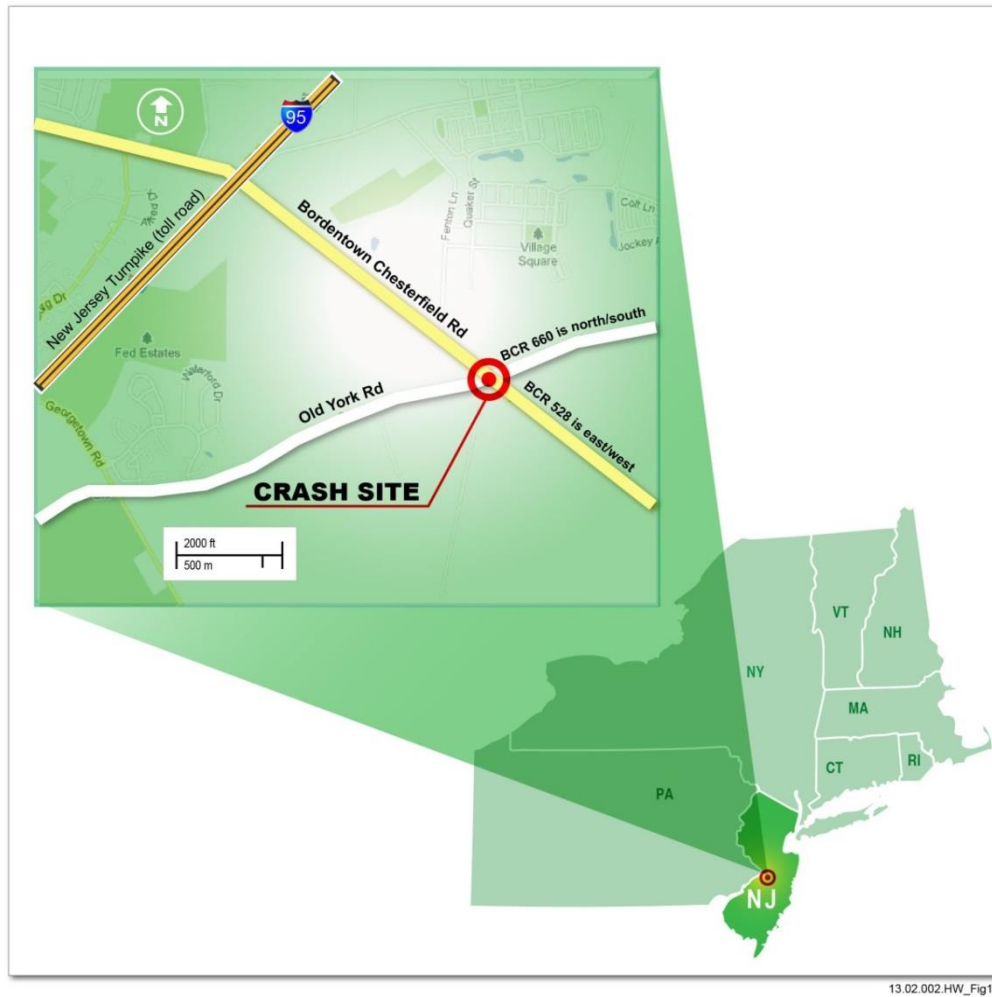 N
95
New Jersey Turnpike (toll road)
Bordentown Chesterfield Rd
Fenton Ln
Quaker St
Colt Ln
Jockey
Village
Square
BCR 660 is north/south
Fed Estates
Waterford Dr
Old York Rd
BCR 528 is east/west
Georgetown Rd
CRASH SITE
2000 ft
500 m
VT
NH
NY
MA
CT
RI
PA
NJ
13.02.002.HW_Fig1